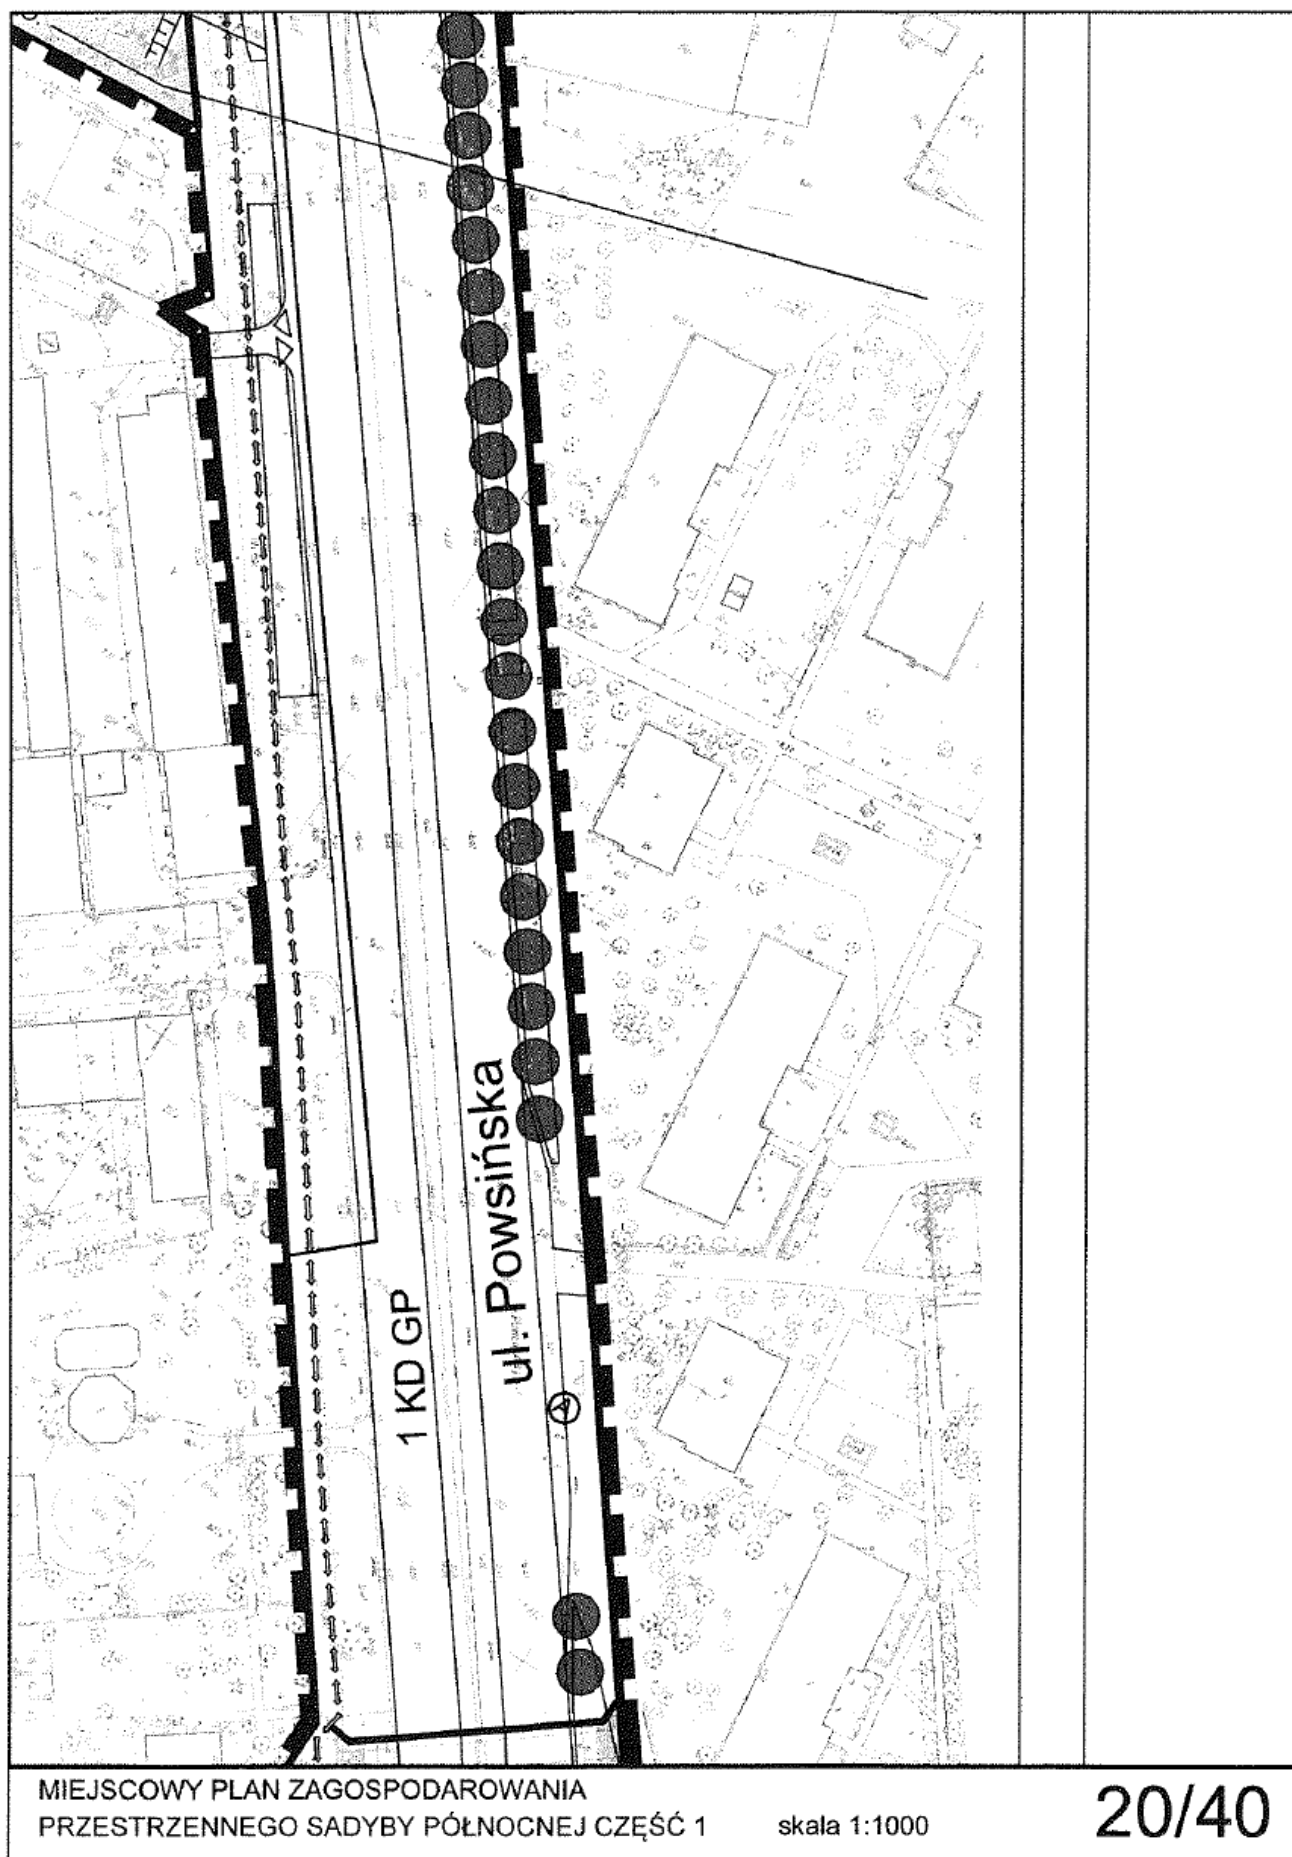 ul. Powsińska
1 KD GP
MIEJSCOWY PLAN ZAGOSPODAROWANIA
PRZESTRZENNEGO SADYBY PÓŁNOCNEJ CZĘŚĆ 1
skala 1:1000
20/40